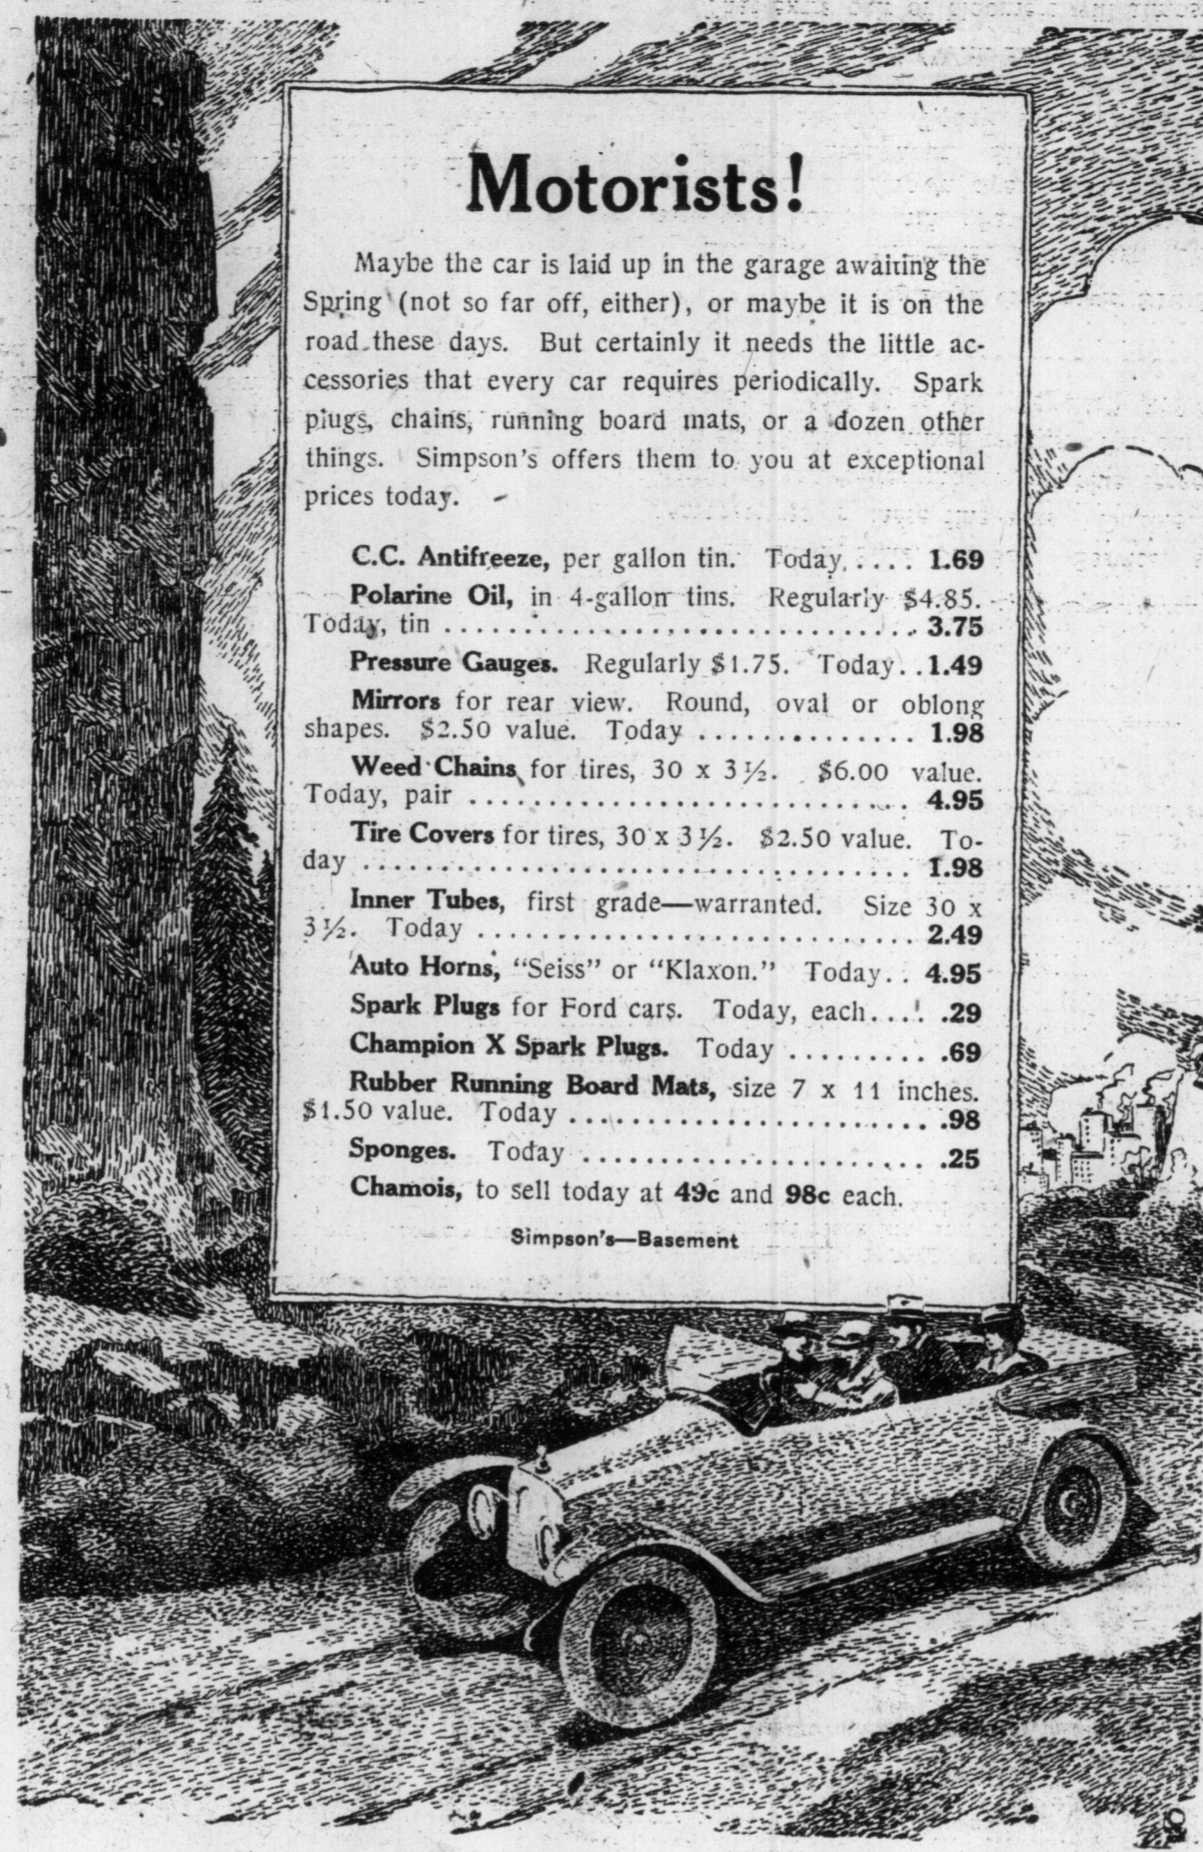 Motorists!
Maybe the car is laid up in the garage awaiting the
Spring (not so far off, either), or maybe it is on the
road these days. But certainly it needs the little ac-
cessories that every car requires periodically. Spark
plugs, chains, running board mats, or a dozen other
things. Simpson's offers them to you at exceptional
prices today.
C.C. Antifreeze, per gallon tin. Today..... 1.69
Polarine Oil, in 4-gallon tins. Regularly $4.85.
Today, tin .............................. 3.75
Pressure Gauges. Regularly $1.75. Today..1.49
Mirrors for rear view. Round, oval or oblong
shapes. $2.50 value. Today .............. 1.98
Weed Chains for tires, 30 x 3½. $6.00 value.
Today, pair ............................ 4.95
Tire Covers for tires, 30 x 3½. $2.50 value. To-
day ................................... 1.98
Inner Tubes, first grade—warranted. Size 30 x
3½. Today ............................ 2.49
Auto Horns, "Seiss" or "Klaxon." Today.. 4.95
Spark Plugs for Ford cars. Today, each.... .29
Champion X Spark Plugs. Today .......... .69
Rubber Running Board Mats, size 7 x 11 inches.
$1.50 value. Today ........................ .98
Sponges. Today ....................... .25
Chamois, to sell today at 49c and 98c each.
Simpson's—Basement